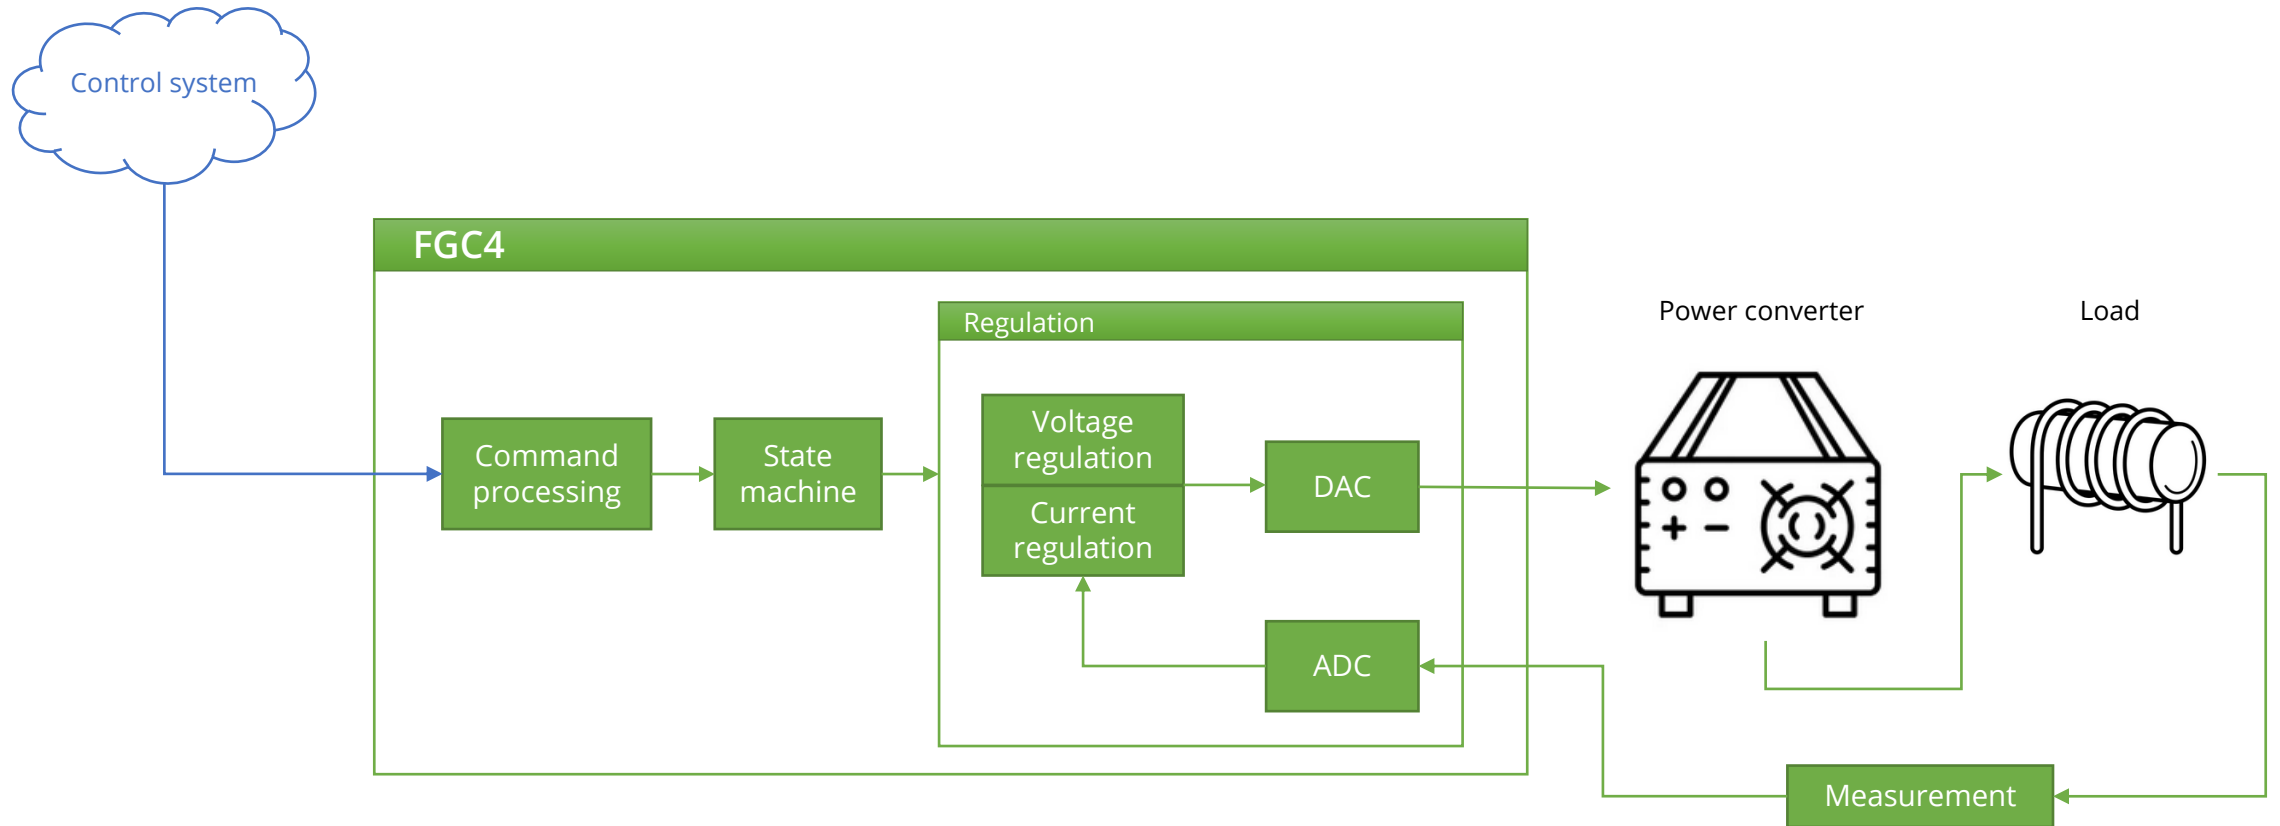 Control system
FGC4
Regulation
Power converter
Load
Command
processing
State
machine
Voltage
regulation
Current
regulation
DAC
ADC
Measurement